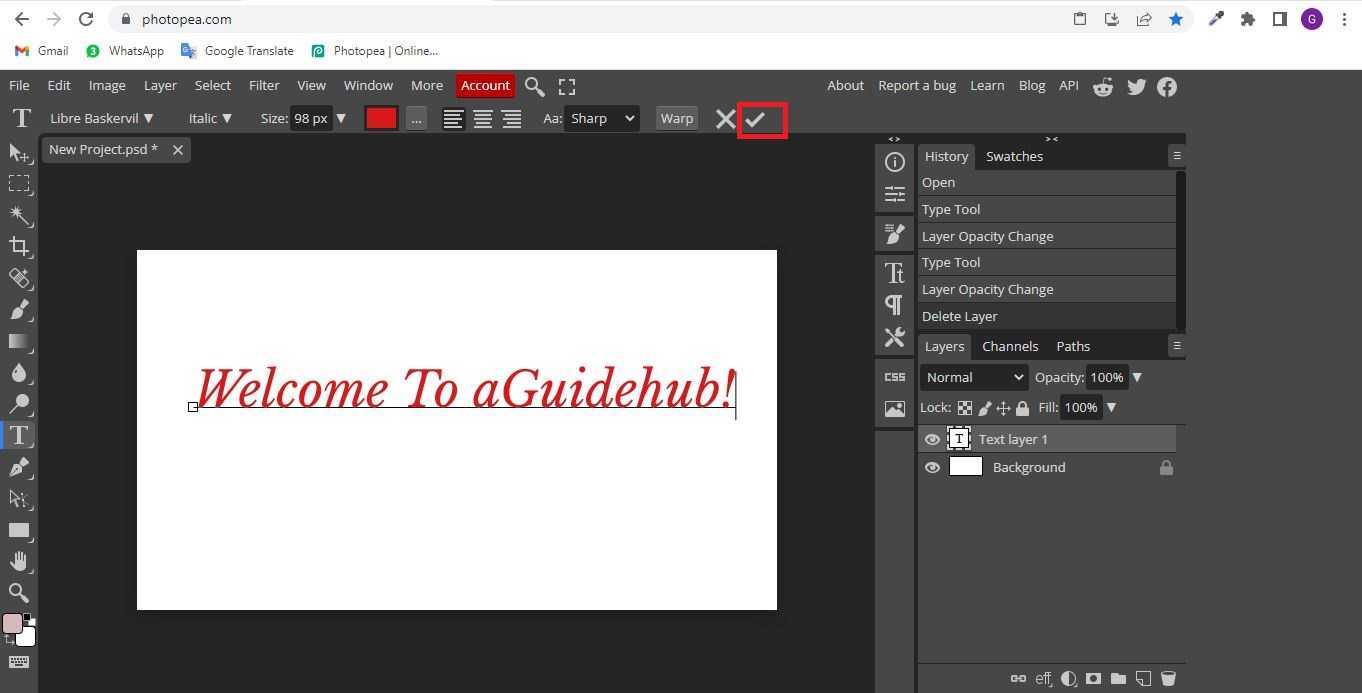 photopea.com
G
Gmail
3 WhatsApp
Google Translate
Photopea | Online...
File Edit Image Layer Select Filter View Window More Account
About Report a bug Learn Blog API
T Libre Baskervil ▼ Italic ▼ Size: 98 px ▼ ... Aa: Sharp Warp
New Project.psd *
Welcome To aGuidehub!
T
< >
> <
Tt
CSS
History Swatches
Open
Type Tool
Layer Opacity Change
Type Tool
Layer Opacity Change
Delete Layer
Layers Channels Paths
Normal Opacity: 100% ▼
Lock: Fill: 100% ▼
T Text layer 1
Background
eff